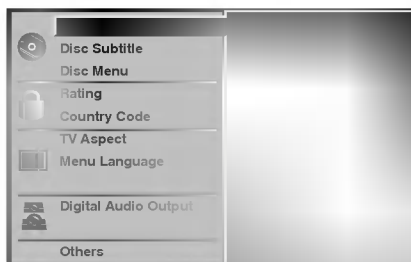 Disc Subtitle
Disc Menu
Rating
Country Code
TV Aspect
Menu Language
Digital Audio Output
Others